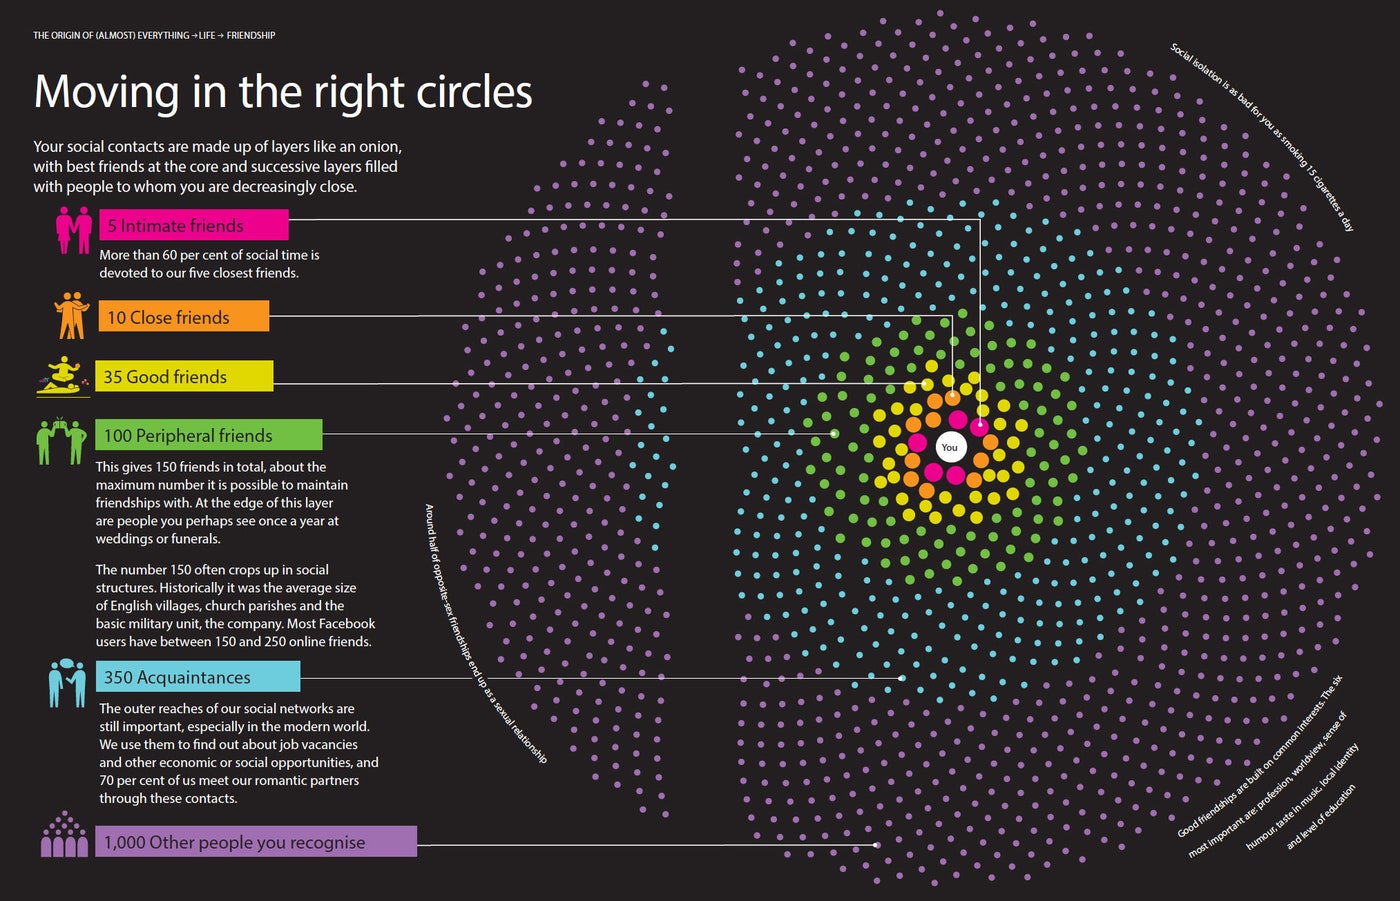 THE ORIGIN OF (ALMOST) EVERYTHING → LIFE → FRIENDSHIP
Moving in the right circles
Your social contacts are made up of layers like an onion,
with best friends at the core and successive layers filled
with people to whom you are decreasingly close.
5 Intimate friends
More than 60 per cent of social time is
devoted to our five closest friends.
10 Close friends
35 Good friends
100 Peripheral friends
This gives 150 friends in total, about the
maximum number it is possible to maintain
friendships with. At the edge of this layer
are people you perhaps see once a year at
weddings or funerals.
The number 150 often crops up in social
structures. Historically it was the average size
of English villages, church parishes and the
basic military unit, the company. Most Facebook
users have between 150 and 250 online friends.
350 Acquaintances
The outer reaches of our social networks are
still important, especially in the modern world.
We use them to find out about job vacancies
and other economic or social opportunities, and
70 per cent of us meet our romantic partners
through these contacts.
1,000 Other people you recognise
Around half of opposite-sex friendships end up as a sexual relationship
You
Social isolation is as bad for you as smoking 15 cigarettes a day
Good friendships are built on common interests. The six
most important are: profession, worldview, sense of
humour, taste in music, local identity
and level of education